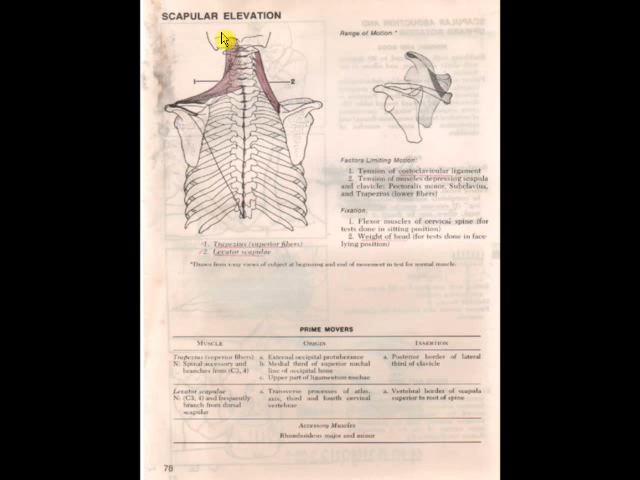 SCAPULAR ELEVATION
Range of Motion:*
1
2
Factors Limiting Motion:
1. Tension of costoclavicular ligament
2. Tension of muscles depressing scapula
and clavicle: Pectoralis minor, Subclavius,
and Trapezius (lower fibers)
Fixation:
1. Flexor muscles of cervical spine (for
tests done in sitting position)
2. Weight of head (for tests done in face-
lying position)
1. Trapezius (superior fibers)
2. Levator scapulae
*Drawn from x-ray views of subject at beginning and end of movement in test for normal muscle.
PRIME MOVERS
MUSCLE ORIGIN INSERTION
Trapezius (superior fibers) a. External occipital protuberance a. Posterior border of lateral
N: Spinal accessory and b. Medial third of superior nuchal third of clavicle
branches from (C3, 4) line of occipital bone
c. Upper part of ligamentum nuchae
Levator scapulae a. Transverse processes of atlas, a. Vertebral border of scapula
N: (C3, 4) and frequently axis, third and fourth cervical superior to root of spine
branch from dorsal vertebrae
scapular
Accessory Muscles
Rhomboideus major and minor
78